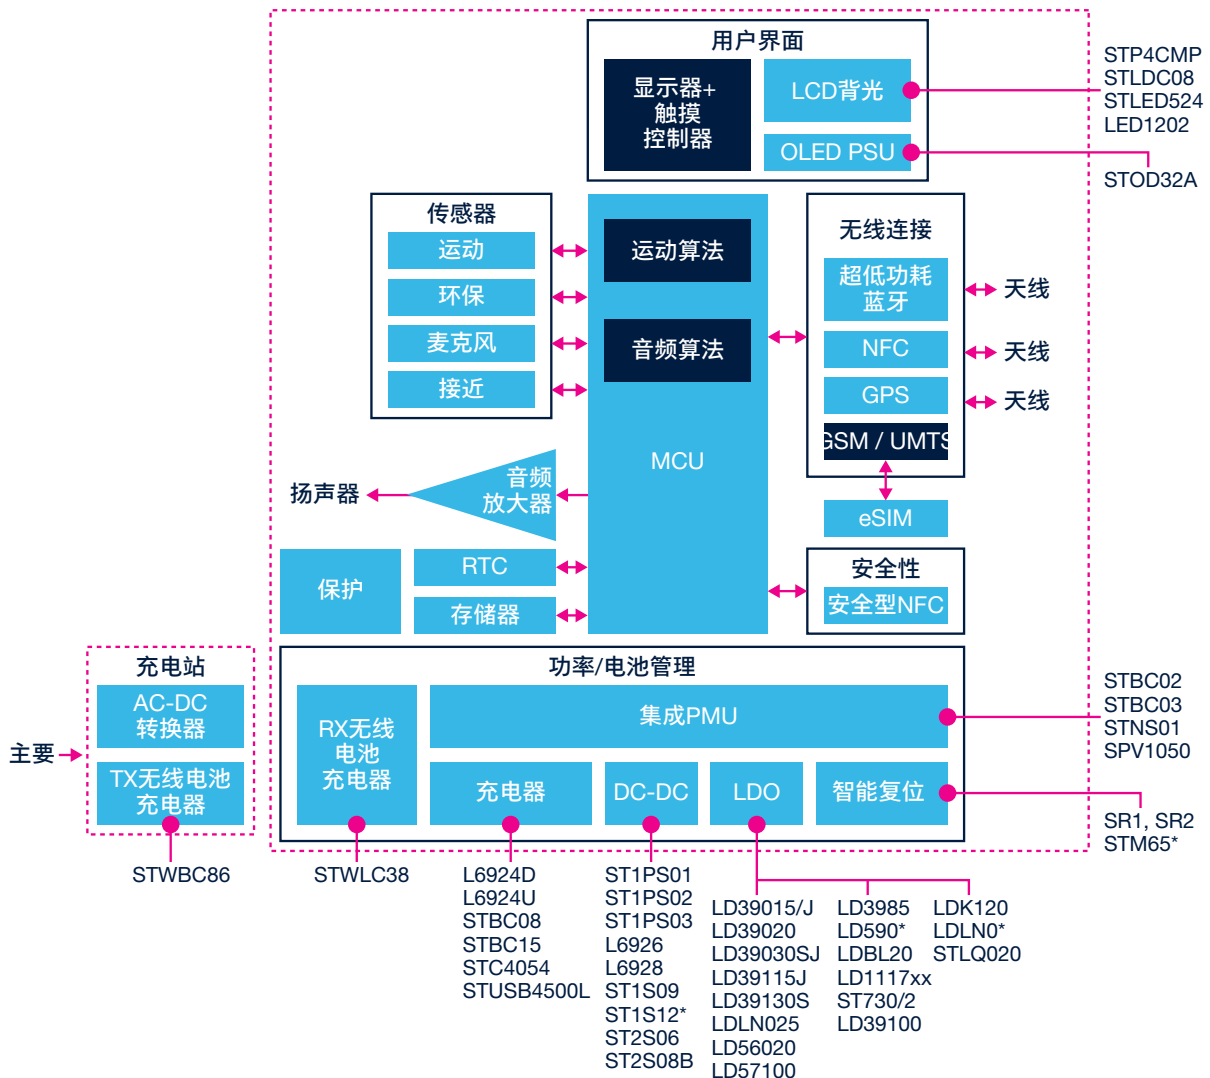 用户界面
显示器+
触摸
控制器
LCD背光
OLED PSU
STP4CMP
STLDC08
STLED524
LED1202
STOD32A
传感器
运动
环保
麦克风
接近
运动算法
音频算法
MCU
无线连接
超低功耗
蓝牙
NFC
GPS
GSM / UMTS
天线
天线
天线
eSIM
扬声器
音频
放大器
保护
RTC
存储器
安全性
安全型NFC
主要
充电站
AC-DC
转换器
TX无线电池
充电器
STWBC86
功率/电池管理
RX无线
电池
充电器
集成PMU
充电器
DC-DC
LDO
智能复位
STBC02
STBC03
STNS01
SPV1050
SR1, SR2
STM65*
STWLC38
L6924D
L6924U
STBC08
STBC15
STC4054
STUSB4500L
ST1PS01
ST1PS02
ST1PS03
L6926
L6928
ST1S09
ST1S12*
ST2S06
ST2S08B
LD39015/J
LD39020
LD39030SJ
LD39115J
LD39130S
LDLN025
LD56020
LD57100
LD3985
LD590*
LDBL20
LD1117xx
ST730/2
LD39100
LDK120
LDLN0*
STLQ020